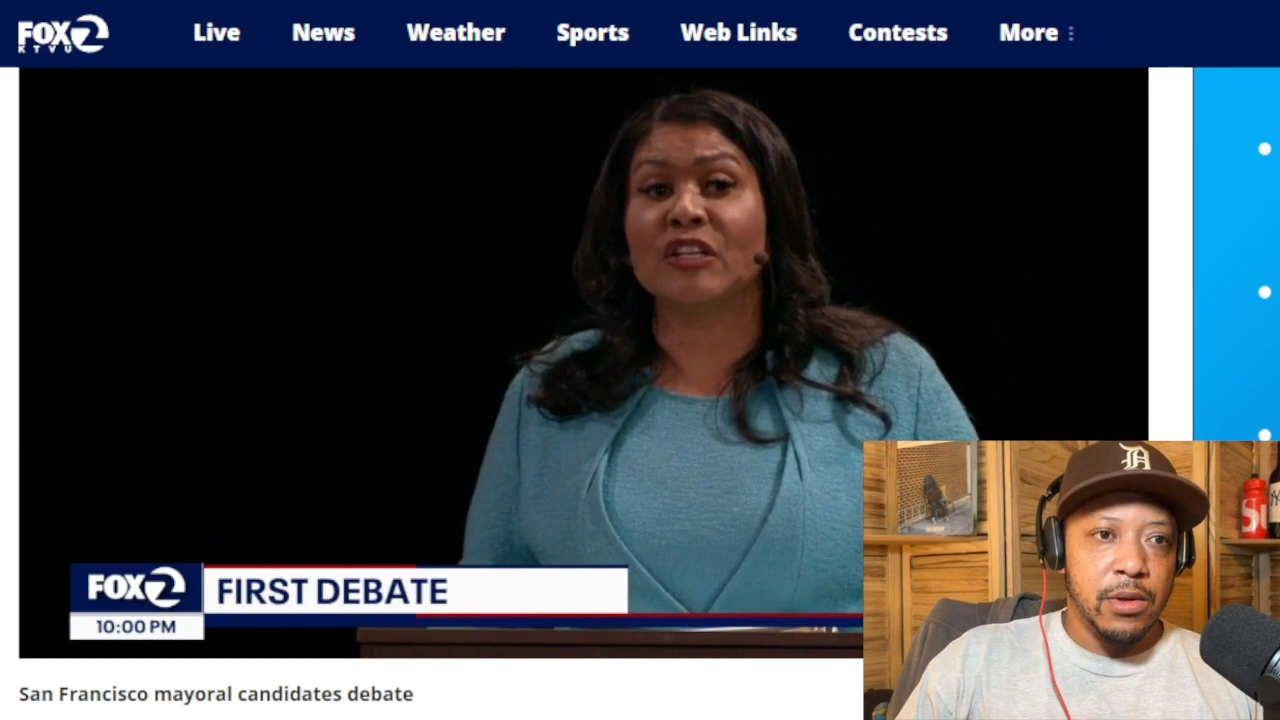 FOX 2
KTVU
Live News Weather Sports Web Links Contests More
FOX 2 FIRST DEBATE
10:00 PM
D
Su
San Francisco mayoral candidates debate